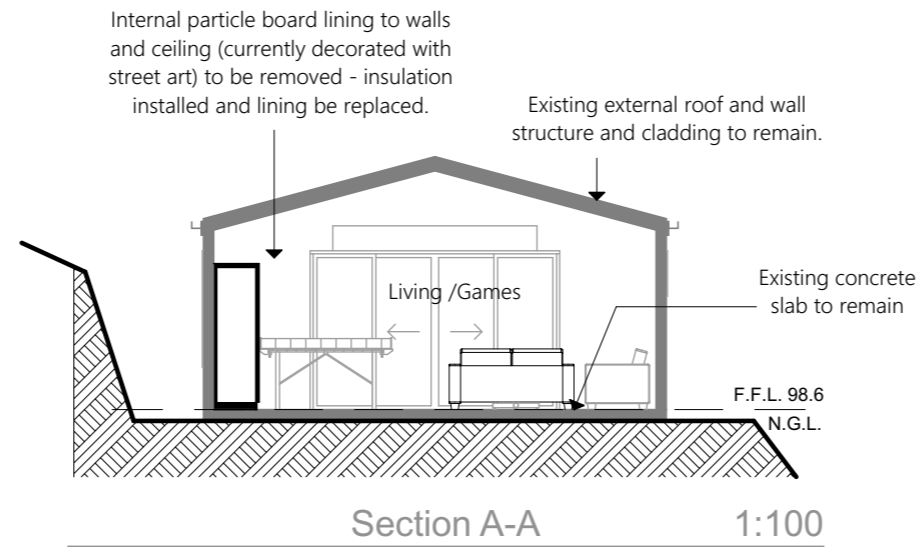 Internal particle board lining to walls
and ceiling (currently decorated with
street art) to be removed - insulation
installed and lining be replaced.
Existing external roof and wall
structure and cladding to remain.
Living /Games
Existing concrete
slab to remain
F.F.L. 98.6
N.G.L.
Section A-A 1:100